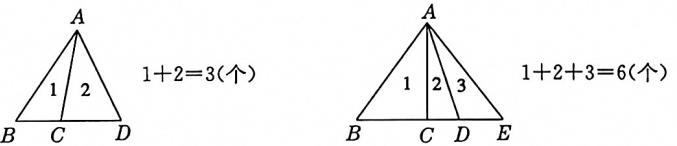 A
1 2
B C D
1+2=3(个)
A
1 2 3
B C D E
1+2+3=6(个)